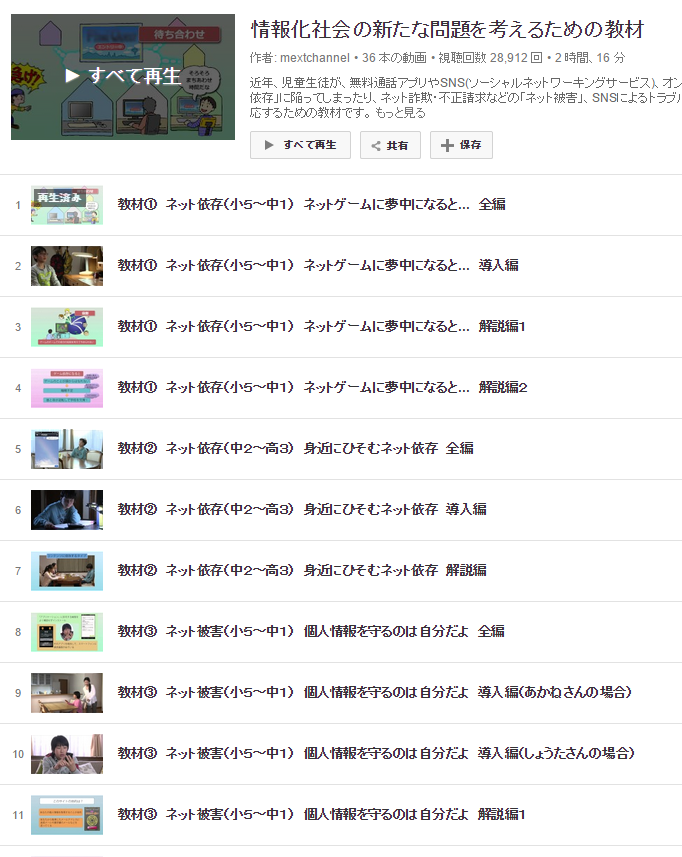 待ち合わせ
▶ すべて再生
そろそろ
まちあわせ
時間だな
情報化社会の新たな問題を考えるための教材
作者: mextchannel • 36 本の動画 • 視聴回数 28,912 回 • 2 時間、16 分
近年、児童生徒が、無料通話アプリやSNS(ソーシャルネットワーキングサービス)、オン
依存」に陥ってしまったり、ネット詐欺・不正請求などの「ネット被害」、SNSによるトラブル
応するための教材です。 もっと見る
▶ すべて再生
共有
保存
1
再生済み
教材① ネット依存(小5～中1) ネットゲームに夢中になると... 全編
2
教材① ネット依存(小5～中1) ネットゲームに夢中になると... 導入編
3
教材① ネット依存(小5～中1) ネットゲームに夢中になると... 解説編1
4
教材① ネット依存(小5～中1) ネットゲームに夢中になると... 解説編2
5
教材② ネット依存(中2～高3) 身近にひそむネット依存 全編
6
教材② ネット依存(中2～高3) 身近にひそむネット依存 導入編
7
教材② ネット依存(中2～高3) 身近にひそむネット依存 解説編
8
教材③ ネット被害(小5～中1) 個人情報を守るのは自分だよ 全編
9
教材③ ネット被害(小5～中1) 個人情報を守るのは自分だよ 導入編(あかねさんの場合)
10
教材③ ネット被害(小5～中1) 個人情報を守るのは自分だよ 導入編(しょうたさんの場合)
11
教材③ ネット被害(小5～中1) 個人情報を守るのは自分だよ 解説編1